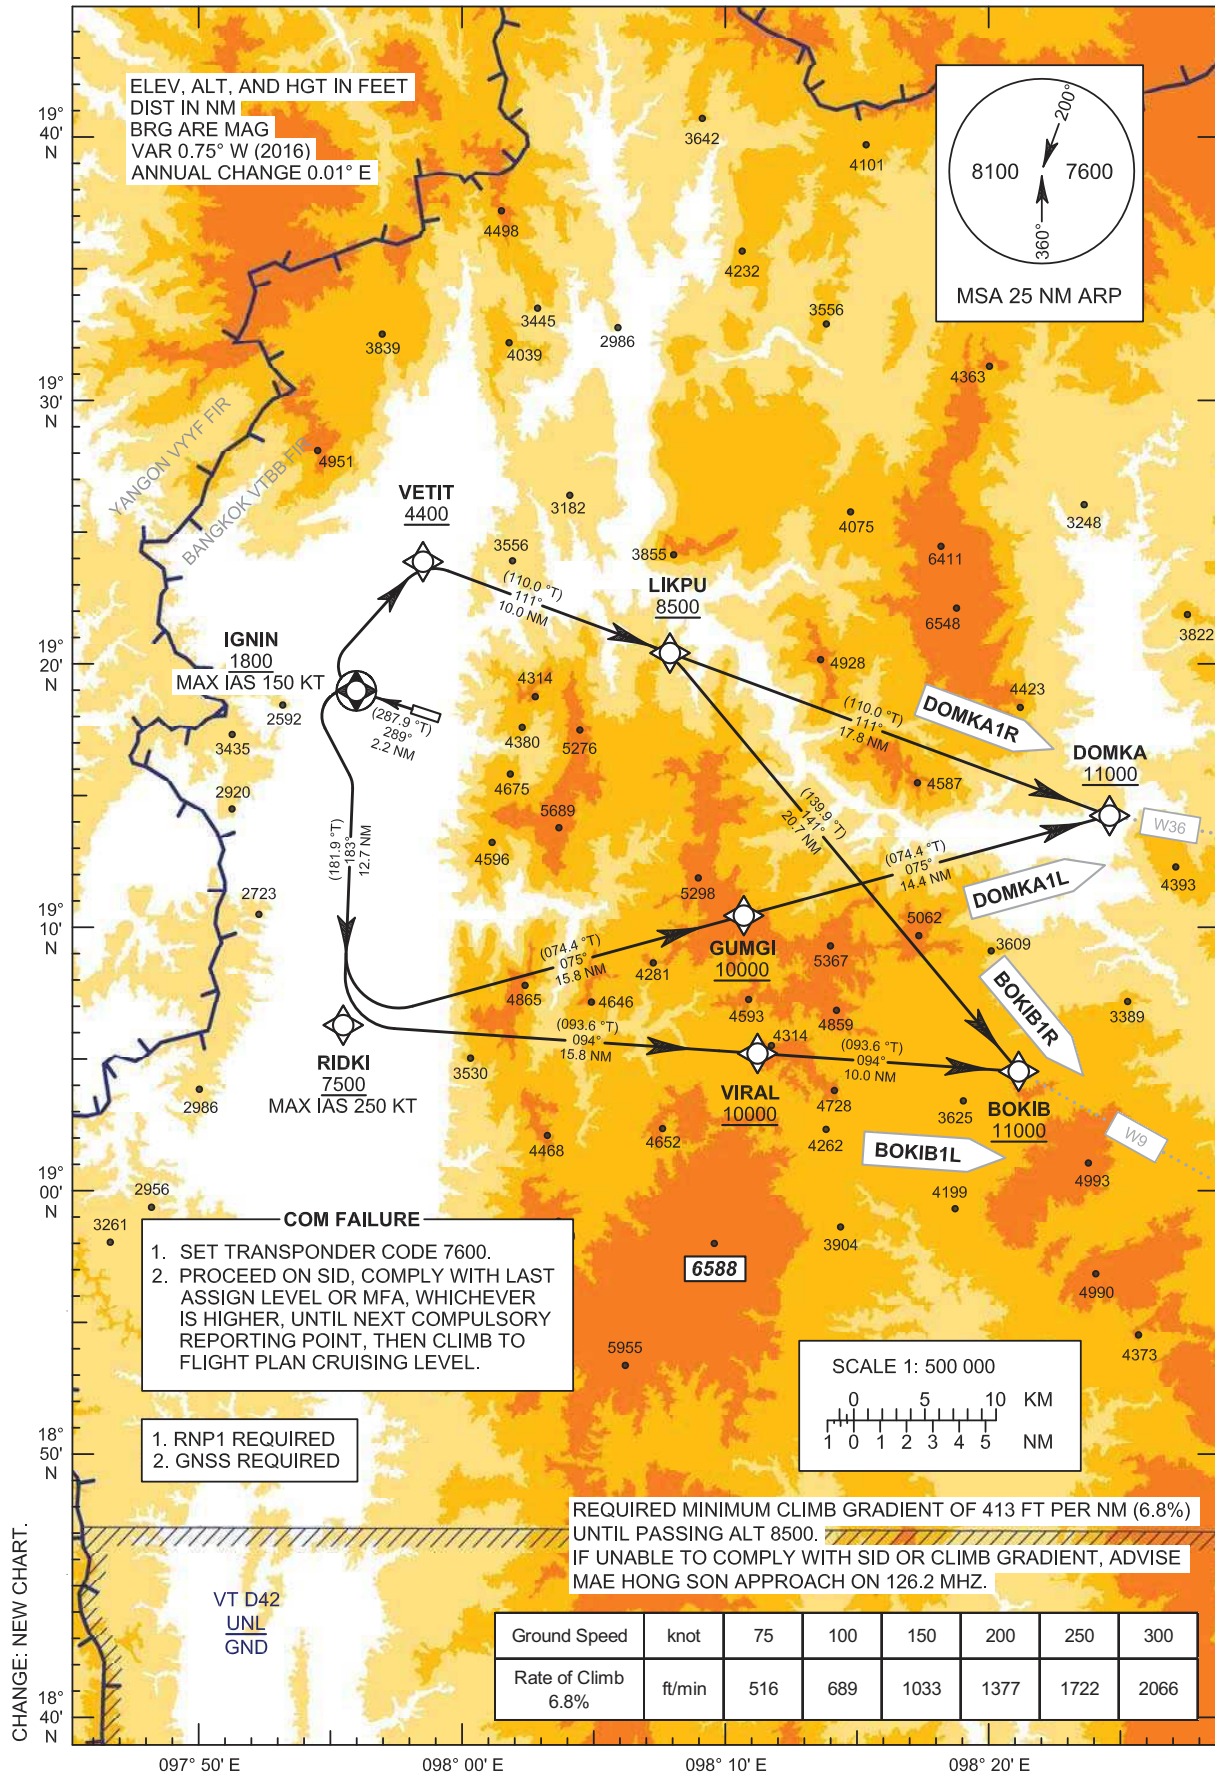 ELEV, ALT, AND HGT IN FEET
DIST IN NM
BRG ARE MAG
VAR 0.75° W (2016)
ANNUAL CHANGE 0.01° E
19°
40'
N
3642
4101
200°
8100
7600
360°
MSA 25 NM ARP
4498
4232
3445
4039
2986
3556
3839
4363
19°
30'
N
YANGON VYYF FIR
BANGKOK VTBB FIR
4951
VETIT
4400
3182
4075
3248
3556
3855
6411
(110.0 °T)
111°
10.0 NM
LIKPU
8500
6548
3822
IGNIN
1800
MAX IAS 150 KT
19°
20'
N
2592
3435
4314
4928
4423
(287.9 °T)
289°
2.2 NM
4380
5276
(110.0 °T)
111°
17.8 NM
DOMKA1R
DOMKA
11000
2920
4675
4587
5689
(139.9 °T)
141°
20.7 NM
W36
(181.9 °T)
183°
12.7 NM
4596
(074.4 °T)
075°
14.4 NM
DOMKA1L
4393
2723
5298
19°
10'
N
5062
(074.4 °T)
075°
15.8 NM
GUMGI
10000
4281
5367
3609
BOKIB1R
4865
4646
4593
4859
3389
(093.6 °T)
094°
15.8 NM
4314
(093.6 °T)
094°
10.0 NM
RIDKI
7500
MAX IAS 250 KT
3530
VIRAL
10000
4728
3625
BOKIB
11000
2986
W9
4468
4652
4262
BOKIB1L
4993
19°
00'
N
2956
3261
4199
3904
COM FAILURE
1. SET TRANSPONDER CODE 7600.
2. PROCEED ON SID, COMPLY WITH LAST
ASSIGN LEVEL OR MFA, WHICHEVER
IS HIGHER, UNTIL NEXT COMPULSORY
REPORTING POINT, THEN CLIMB TO
FLIGHT PLAN CRUISING LEVEL.
6588
4990
5955
4373
SCALE 1: 500 000
0 5 10 KM
1 0 1 2 3 4 5 NM
1. RNP1 REQUIRED
2. GNSS REQUIRED
18°
50'
N
REQUIRED MINIMUM CLIMB GRADIENT OF 413 FT PER NM (6.8%)
UNTIL PASSING ALT 8500.
IF UNABLE TO COMPLY WITH SID OR CLIMB GRADIENT, ADVISE
MAE HONG SON APPROACH ON 126.2 MHZ.
VT D42
UNL
GND
Ground Speed knot 75 100 150 200 250 300
Rate of Climb
6.8% ft/min 516 689 1033 1377 1722 2066
18°
40'
N
097° 50'E 098° 00'E 098° 10'E 098° 20'E
CHANGE: NEW CHART.